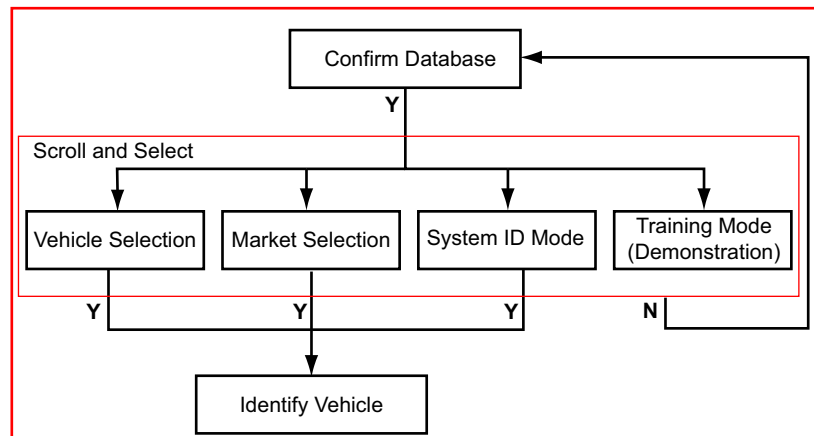 Confirm Database
Y
Scroll and Select
Vehicle Selection
Market Selection
System ID Mode
Training Mode
(Demonstration)
Y
Y
Y
N
Identify Vehicle